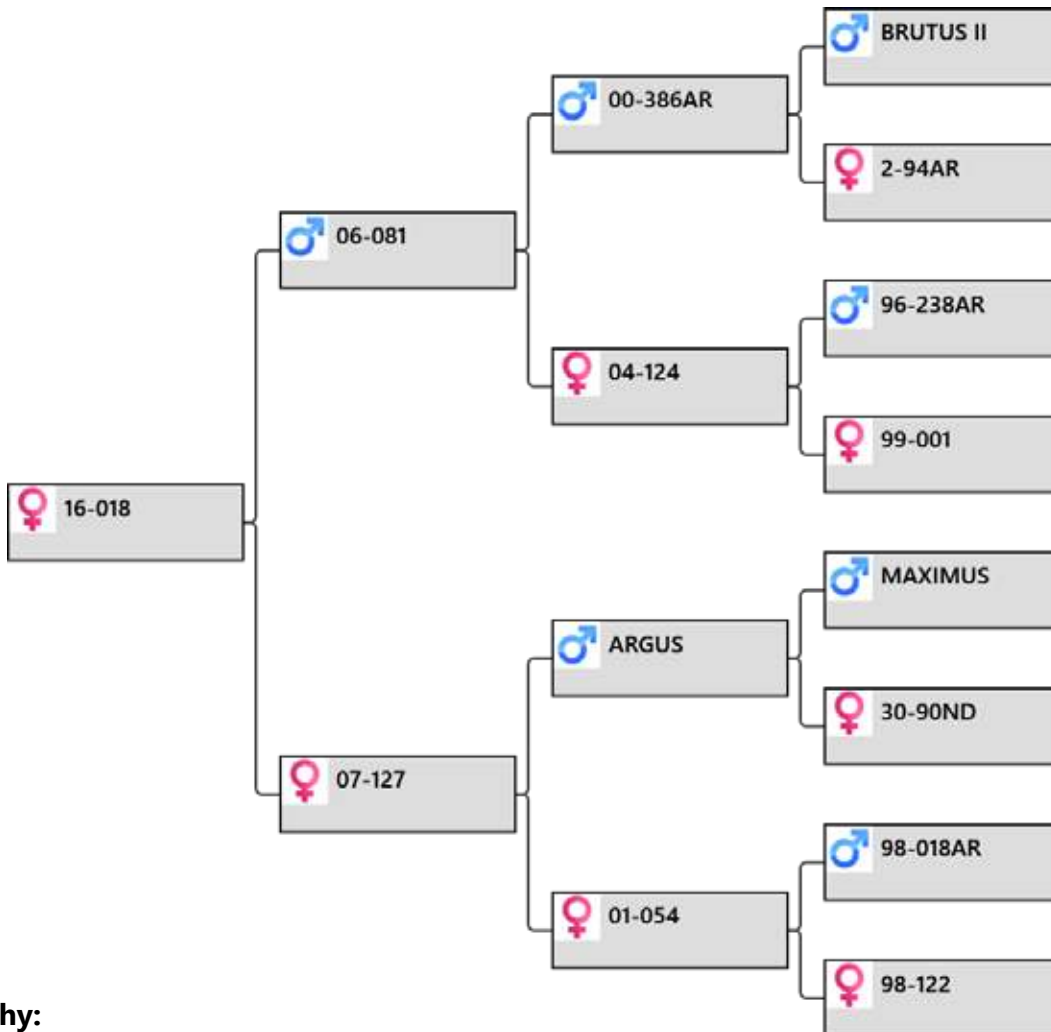 BRUTUS II
00-386AR
2-94AR
06-081
96-238AR
04-124
99-001
16-018
MAXIMUS
ARGUS
30-90ND
07-127
98-018AR
01-054
98-122
hy: